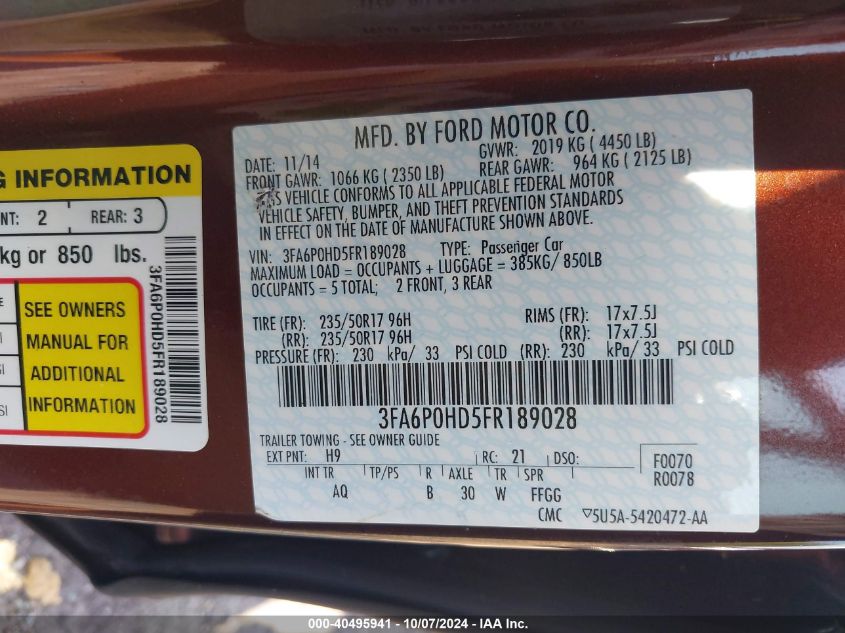 MFD. BY FORD MOTOR CO.
DATE: 11/14
GVWR: 2019 KG ( 4450 LB)
FRONT GAWR: 1066 KG ( 2350 LB)
REAR GAWR: 964 KG ( 2125 LB)
VEHICLE CONFORMS TO ALL APPLICABLE FEDERAL MOTOR
VEHICLE SAFETY, BUMPER, AND THEFT PREVENTION STANDARDS
IN EFFECT ON THE DATE OF MANUFACTURE SHOWN ABOVE.
VIN: 3FA6P0HD5FR189028 TYPE: Passenger Car
MAXIMUM LOAD = OCCUPANTS + LUGGAGE = 385KG/ 850LB
OCCUPANTS = 5 TOTAL; 2 FRONT, 3 REAR
TIRE (FR): 235/50R17 96H RIMS (FR): 17x7.5J
(RR): 235/50R17 96H (RR): 17x7.5J
PRESSURE (FR): 230 kPa/ 33 PSI COLD (RR): 230 kPa/ 33 PSI COLD
3FA6P0HD5FR189028
TRAILER TOWING - SEE OWNER GUIDE
EXT PNT: H9 RC: 21 DSO: F0070
R0078
INT TR TP/PS R AXLE TR SPR
AQ B 30 W FFGG
CMC ▽5U5A-5420472-AA
G INFORMATION
NT: 2 REAR: 3
kg or 850 lbs.
SEE OWNERS
MANUAL FOR
ADDITIONAL
INFORMATION
3FA6P0HD5FR189028
000-40495941 - 10/07/2024 - IAA Inc.